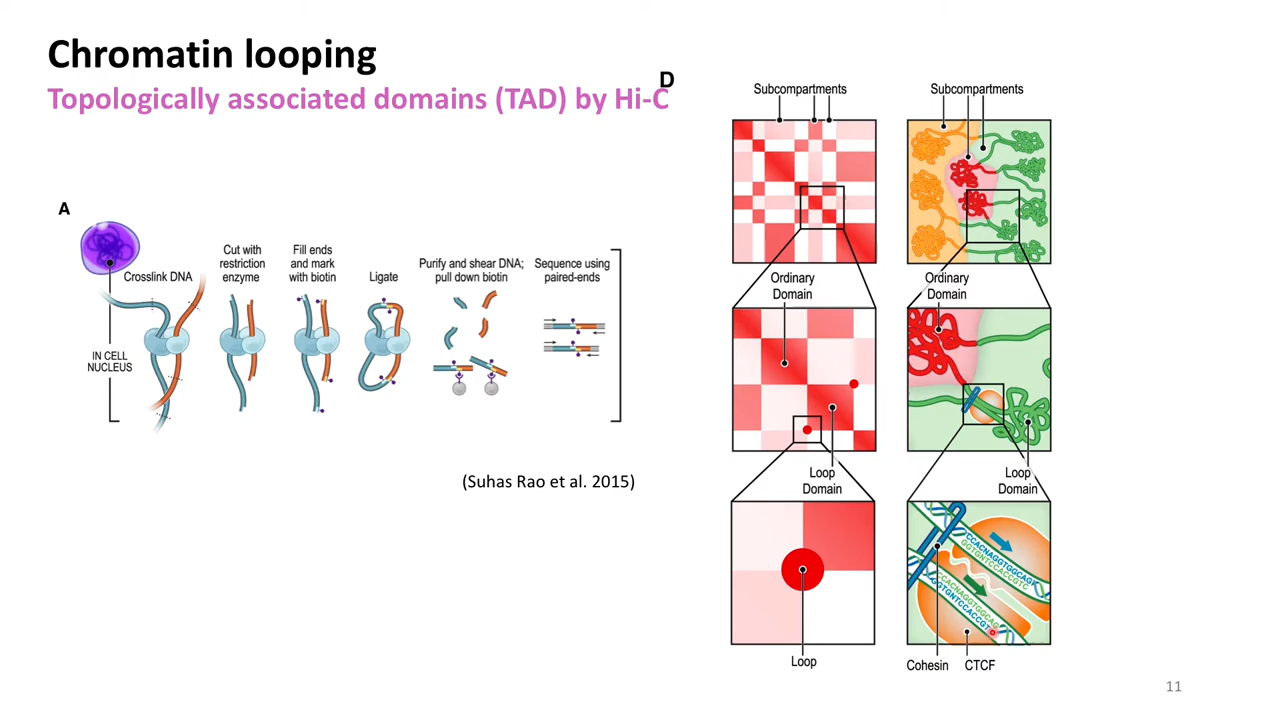 Chromatin looping
Topologically associated domains (TAD) by Hi-C
A
Crosslink DNA
IN CELL
NUCLEUS
Cut with
restriction
enzyme
Fill ends
and mark
with biotin
Ligate
Purify and shear DNA;
pull down biotin
Sequence using
paired-ends
(Suhas Rao et al. 2015)
D
Subcompartments
Subcompartments
Ordinary
Domain
Ordinary
Domain
Loop
Domain
Loop
Domain
Loop
Cohesin
CTCF
11